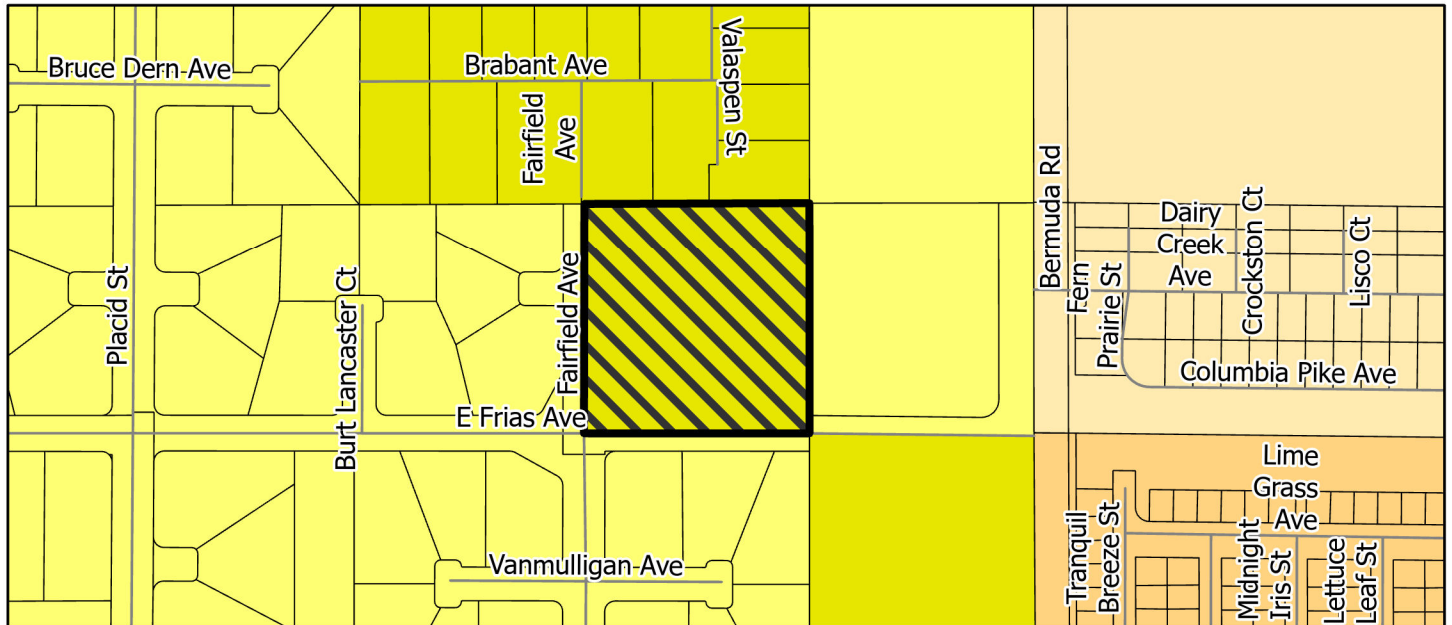 Bruce Dern Ave
Brabant Ave
Valaspen St
Fairfield
Ave
Bermuda Rd
Placid St
Burt Lancaster Ct
Fairfield Ave
E Frias Ave
Fern
Prairie St
Dairy
Creek
Ave
Crockston Ct
Lisco Ct
Columbia Pike Ave
Vanmulligan Ave
Lime
Grass
Ave
Tranquil
Breeze St
Midnight
Iris St
Lettuce
Leaf St